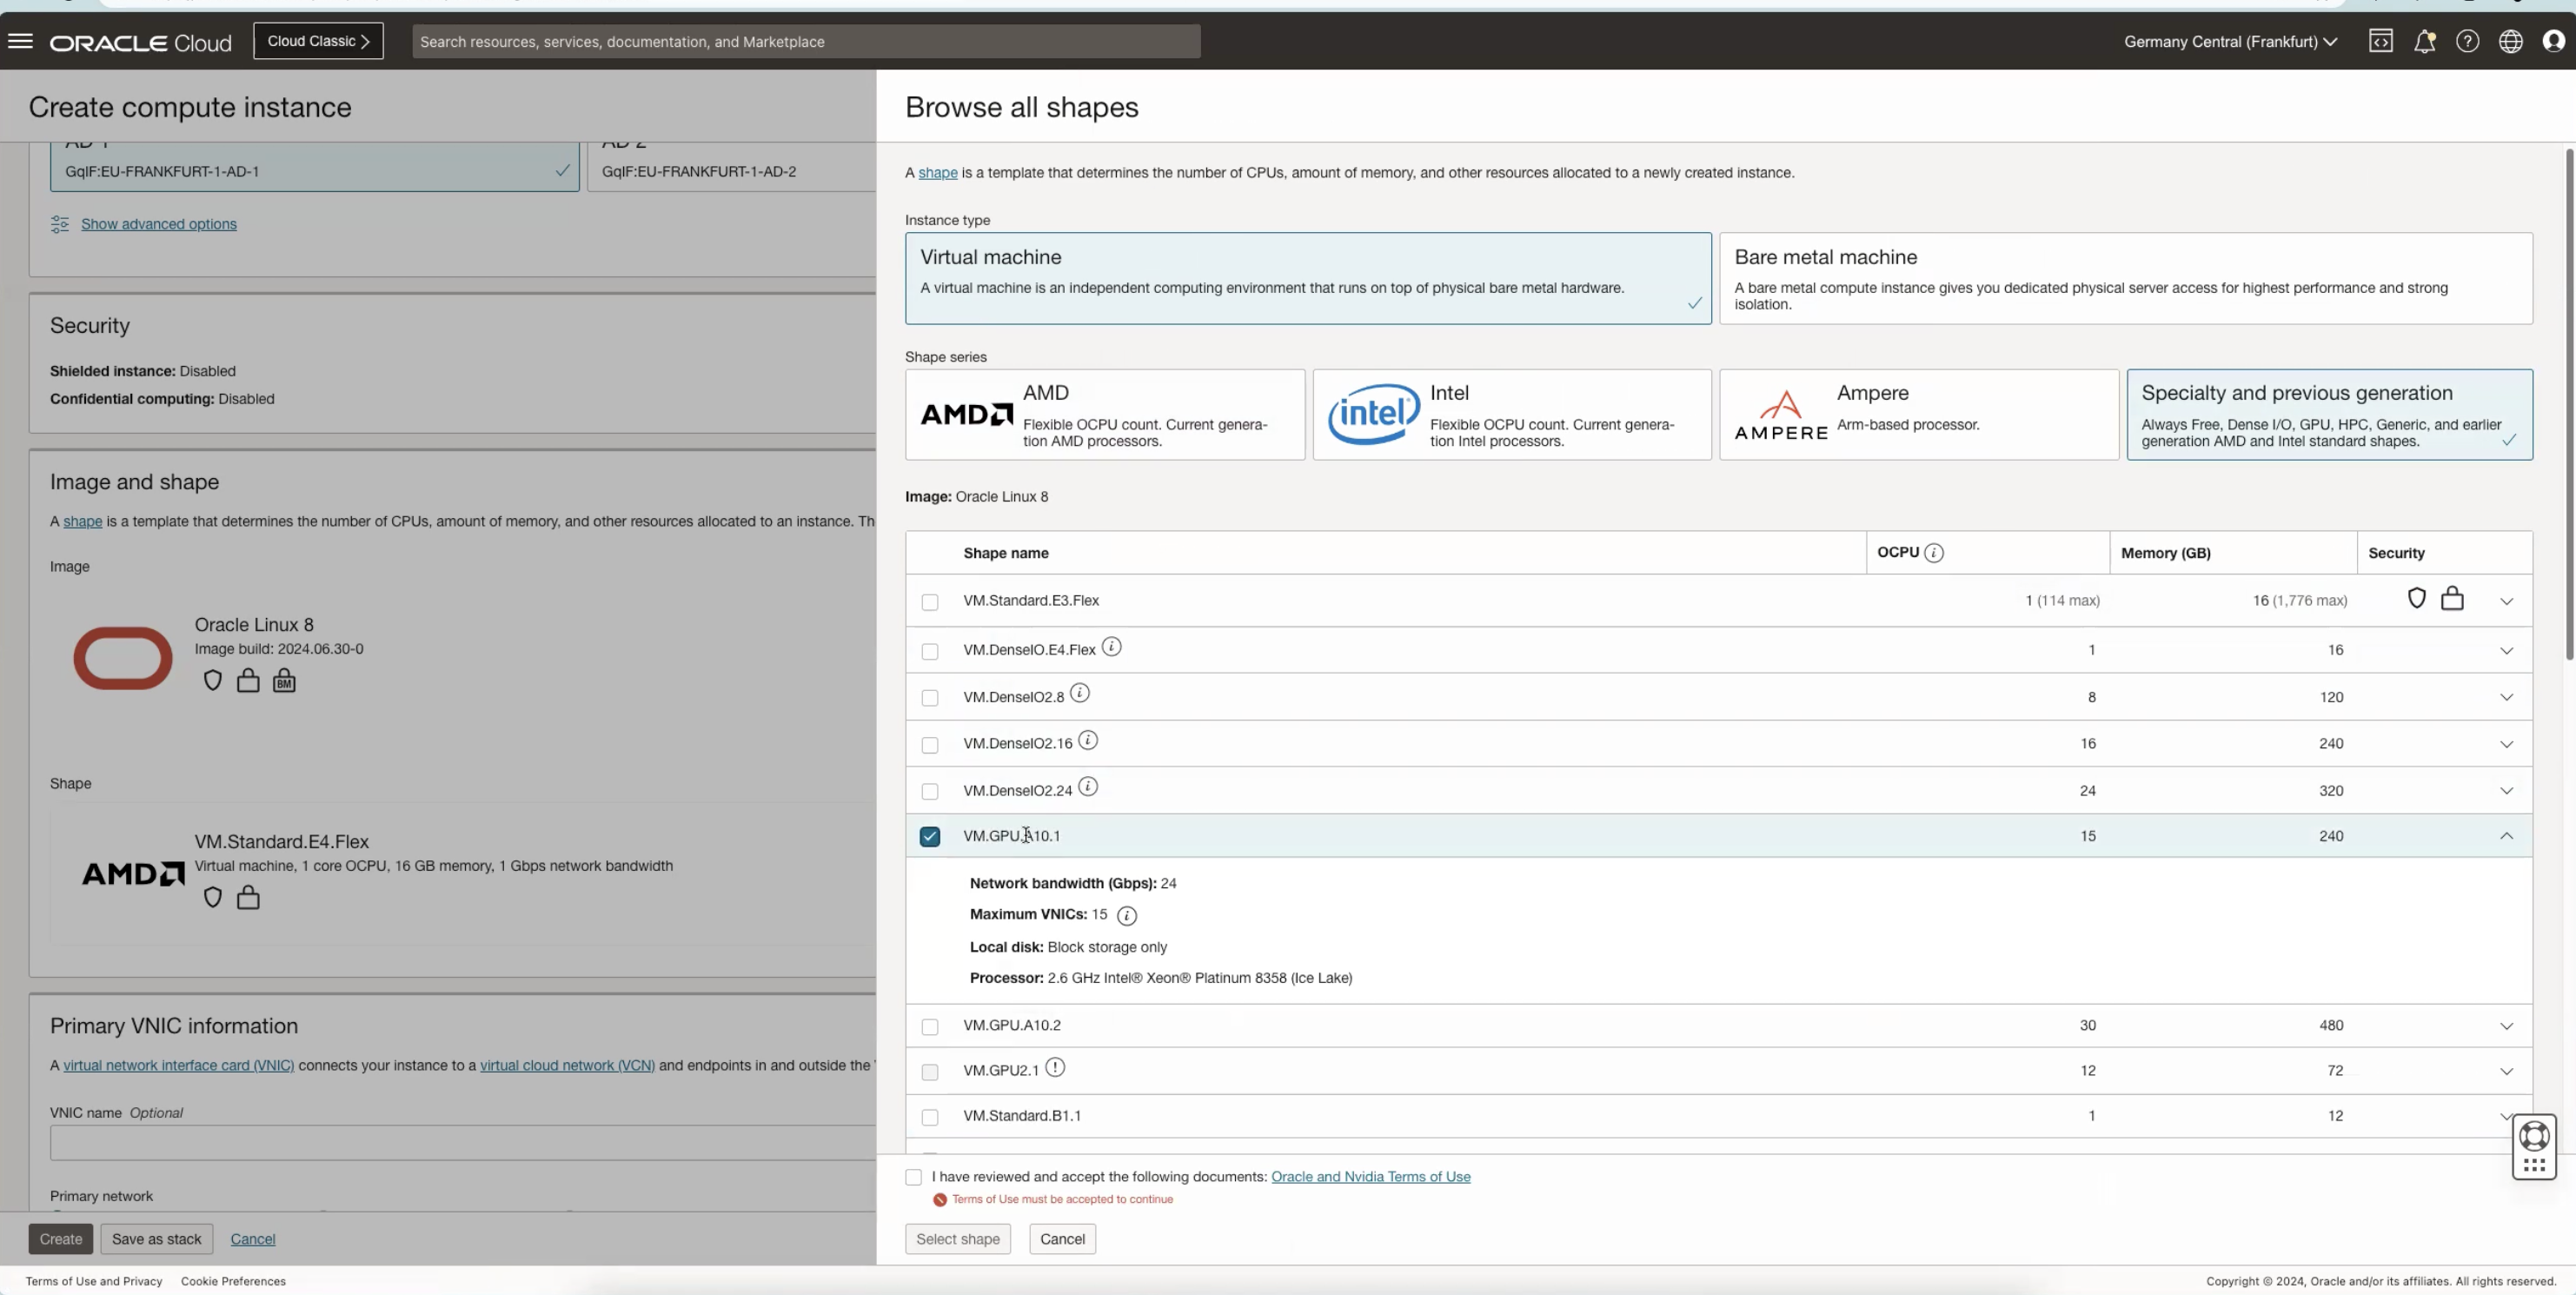 ORACLE Cloud
Cloud Classic
Search resources, services, documentation, and Marketplace
Germany Central (Frankfurt)
Create compute instance
AD-1
GqIF:EU-FRANKFURT-1-AD-1
AD-2
GqIF:EU-FRANKFURT-1-AD-2
Show advanced options
Security
Shielded instance: Disabled
Confidential computing: Disabled
Image and shape
A shape is a template that determines the number of CPUs, amount of memory, and other resources allocated to an instance. Th
Image
Oracle Linux 8
Image build: 2024.06.30-0
BM
Shape
AMD
VM.Standard.E4.Flex
Virtual machine, 1 core OCPU, 16 GB memory, 1 Gbps network bandwidth
Primary VNIC information
A virtual network interface card (VNIC) connects your instance to a virtual cloud network (VCN) and endpoints in and outside the
VNIC name Optional
Primary network
Create
Save as stack
Cancel
Browse all shapes
A shape is a template that determines the number of CPUs, amount of memory, and other resources allocated to a newly created instance.
Instance type
Virtual machine
A virtual machine is an independent computing environment that runs on top of physical bare metal hardware.
Bare metal machine
A bare metal compute instance gives you dedicated physical server access for highest performance and strong
isolation.
Shape series
AMD
AMD
Flexible OCPU count. Current genera-
tion AMD processors.
intel
Intel
Flexible OCPU count. Current genera-
tion Intel processors.
AMPERE
Ampere
Arm-based processor.
Specialty and previous generation
Always Free, Dense I/O, GPU, HPC, Generic, and earlier
generation AMD and Intel standard shapes.
Image: Oracle Linux 8
Shape name OCPU Memory (GB) Security
VM.Standard.E3.Flex 1 (114 max) 16 (1,776 max)
VM.DenseIO.E4.Flex 1 16
VM.DenseIO2.8 8 120
VM.DenseIO2.16 16 240
VM.DenseIO2.24 24 320
VM.GPU.A10.1 15 240
Network bandwidth (Gbps): 24
Maximum VNICs: 15
Local disk: Block storage only
Processor: 2.6 GHz Intel® Xeon® Platinum 8358 (Ice Lake)
VM.GPU.A10.2 30 480
VM.GPU2.1 12 72
VM.Standard.B1.1 1 12
I have reviewed and accept the following documents: Oracle and Nvidia Terms of Use
Terms of Use must be accepted to continue
Select shape
Cancel
Terms of Use and Privacy Cookie Preferences
Copyright © 2024, Oracle and/or its affiliates. All rights reserved.